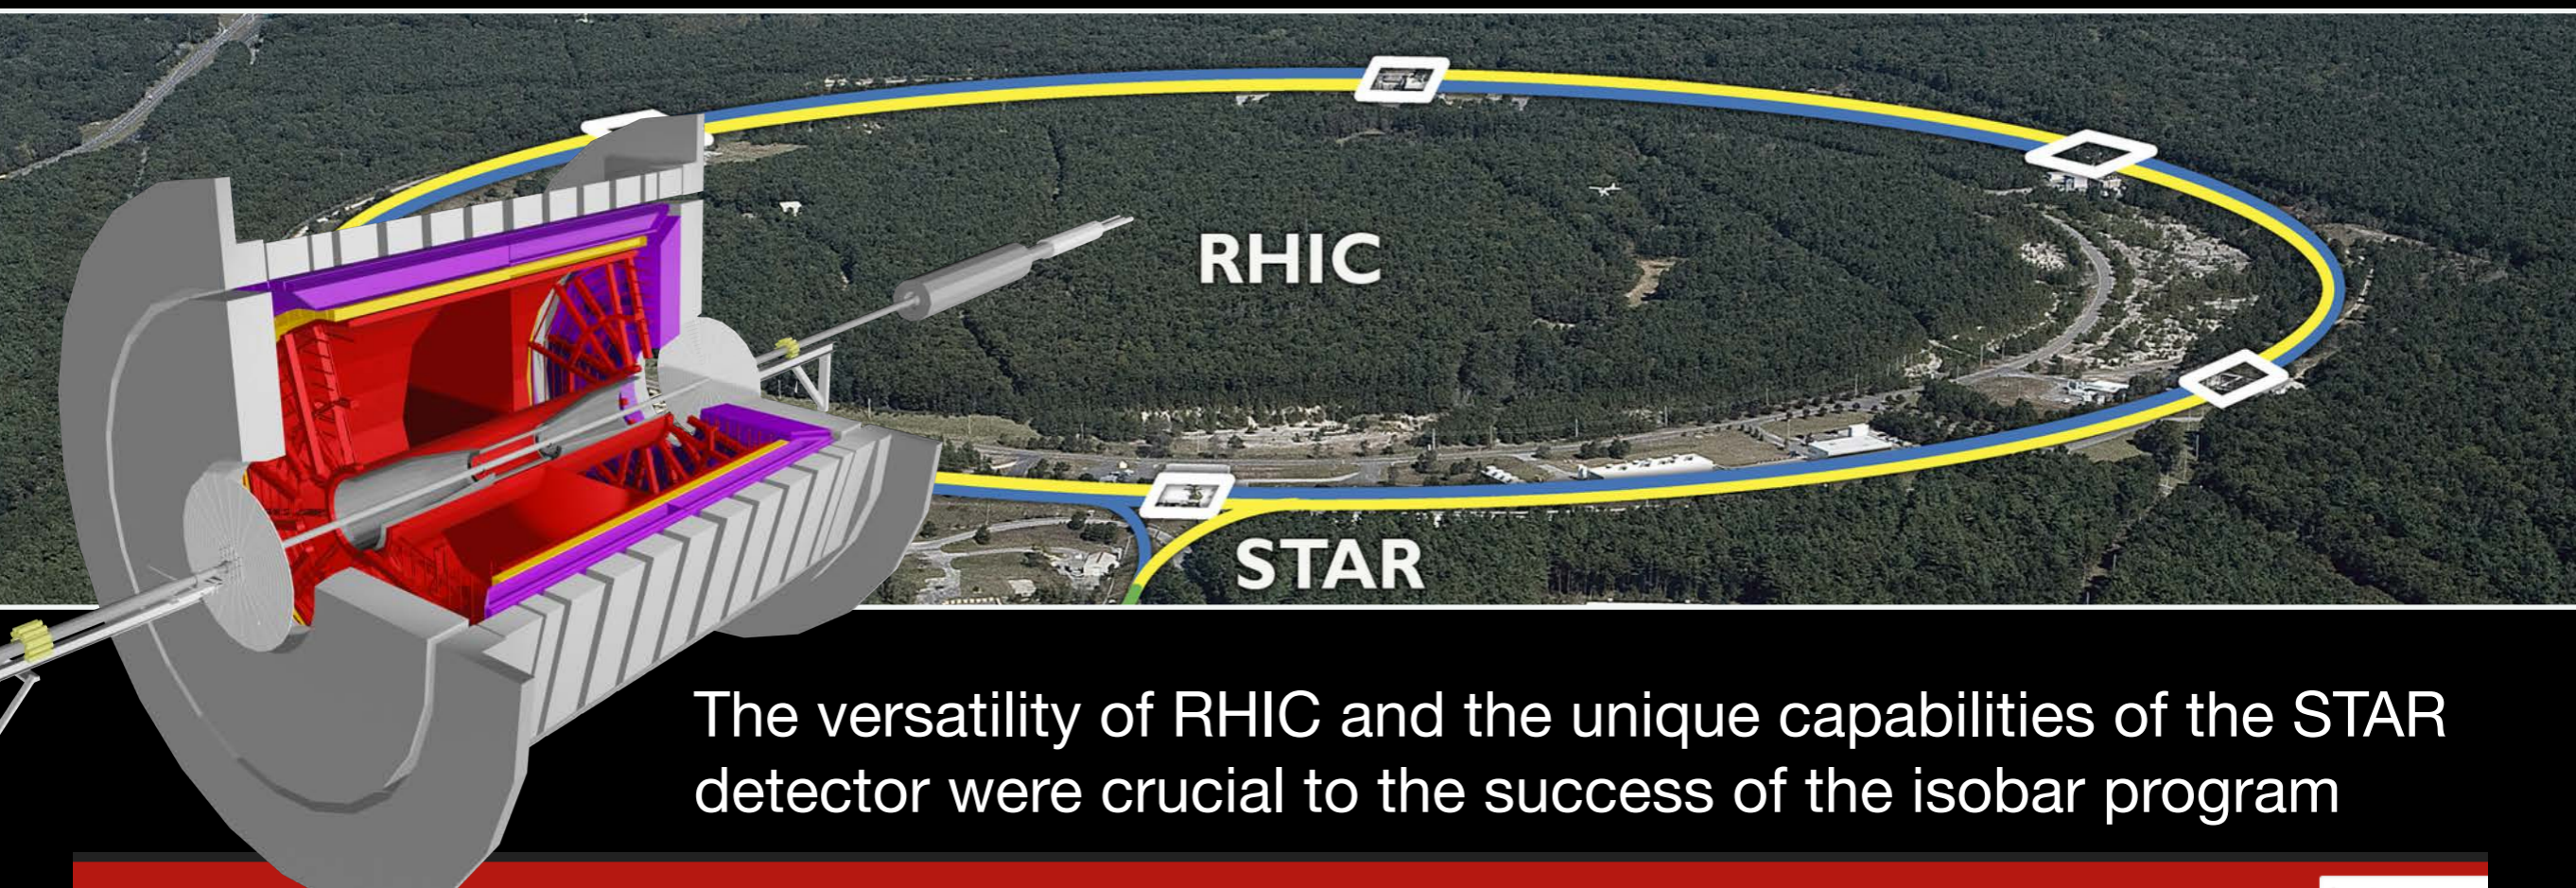 RHIC
STAR
The versatility of RHIC and the unique capabilities of the STAR
detector were crucial to the success of the isobar program